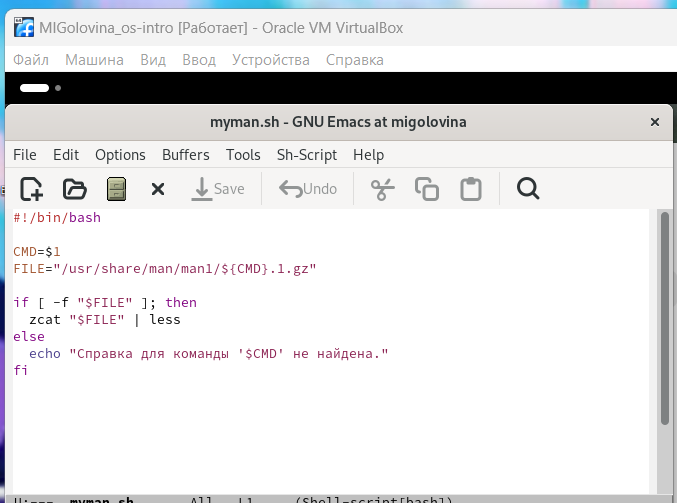 MIGolovina_os-intro [Работает] - Oracle VM VirtualBox
Файл Машина Вид Ввод Устройства Справка
myman.sh - GNU Emacs at migolovina
File Edit Options Buffers Tools Sh-Script Help
Save Undo
#!/bin/bash
CMD=$1
FILE="/usr/share/man/man1/${CMD}.1.gz"
if [ -f "$FILE" ]; then
  zcat "$FILE" | less
else
  echo "Справка для команды '$CMD' не найдена."
fi
U:--- myman.sh All L1 (Shell-script[bash])